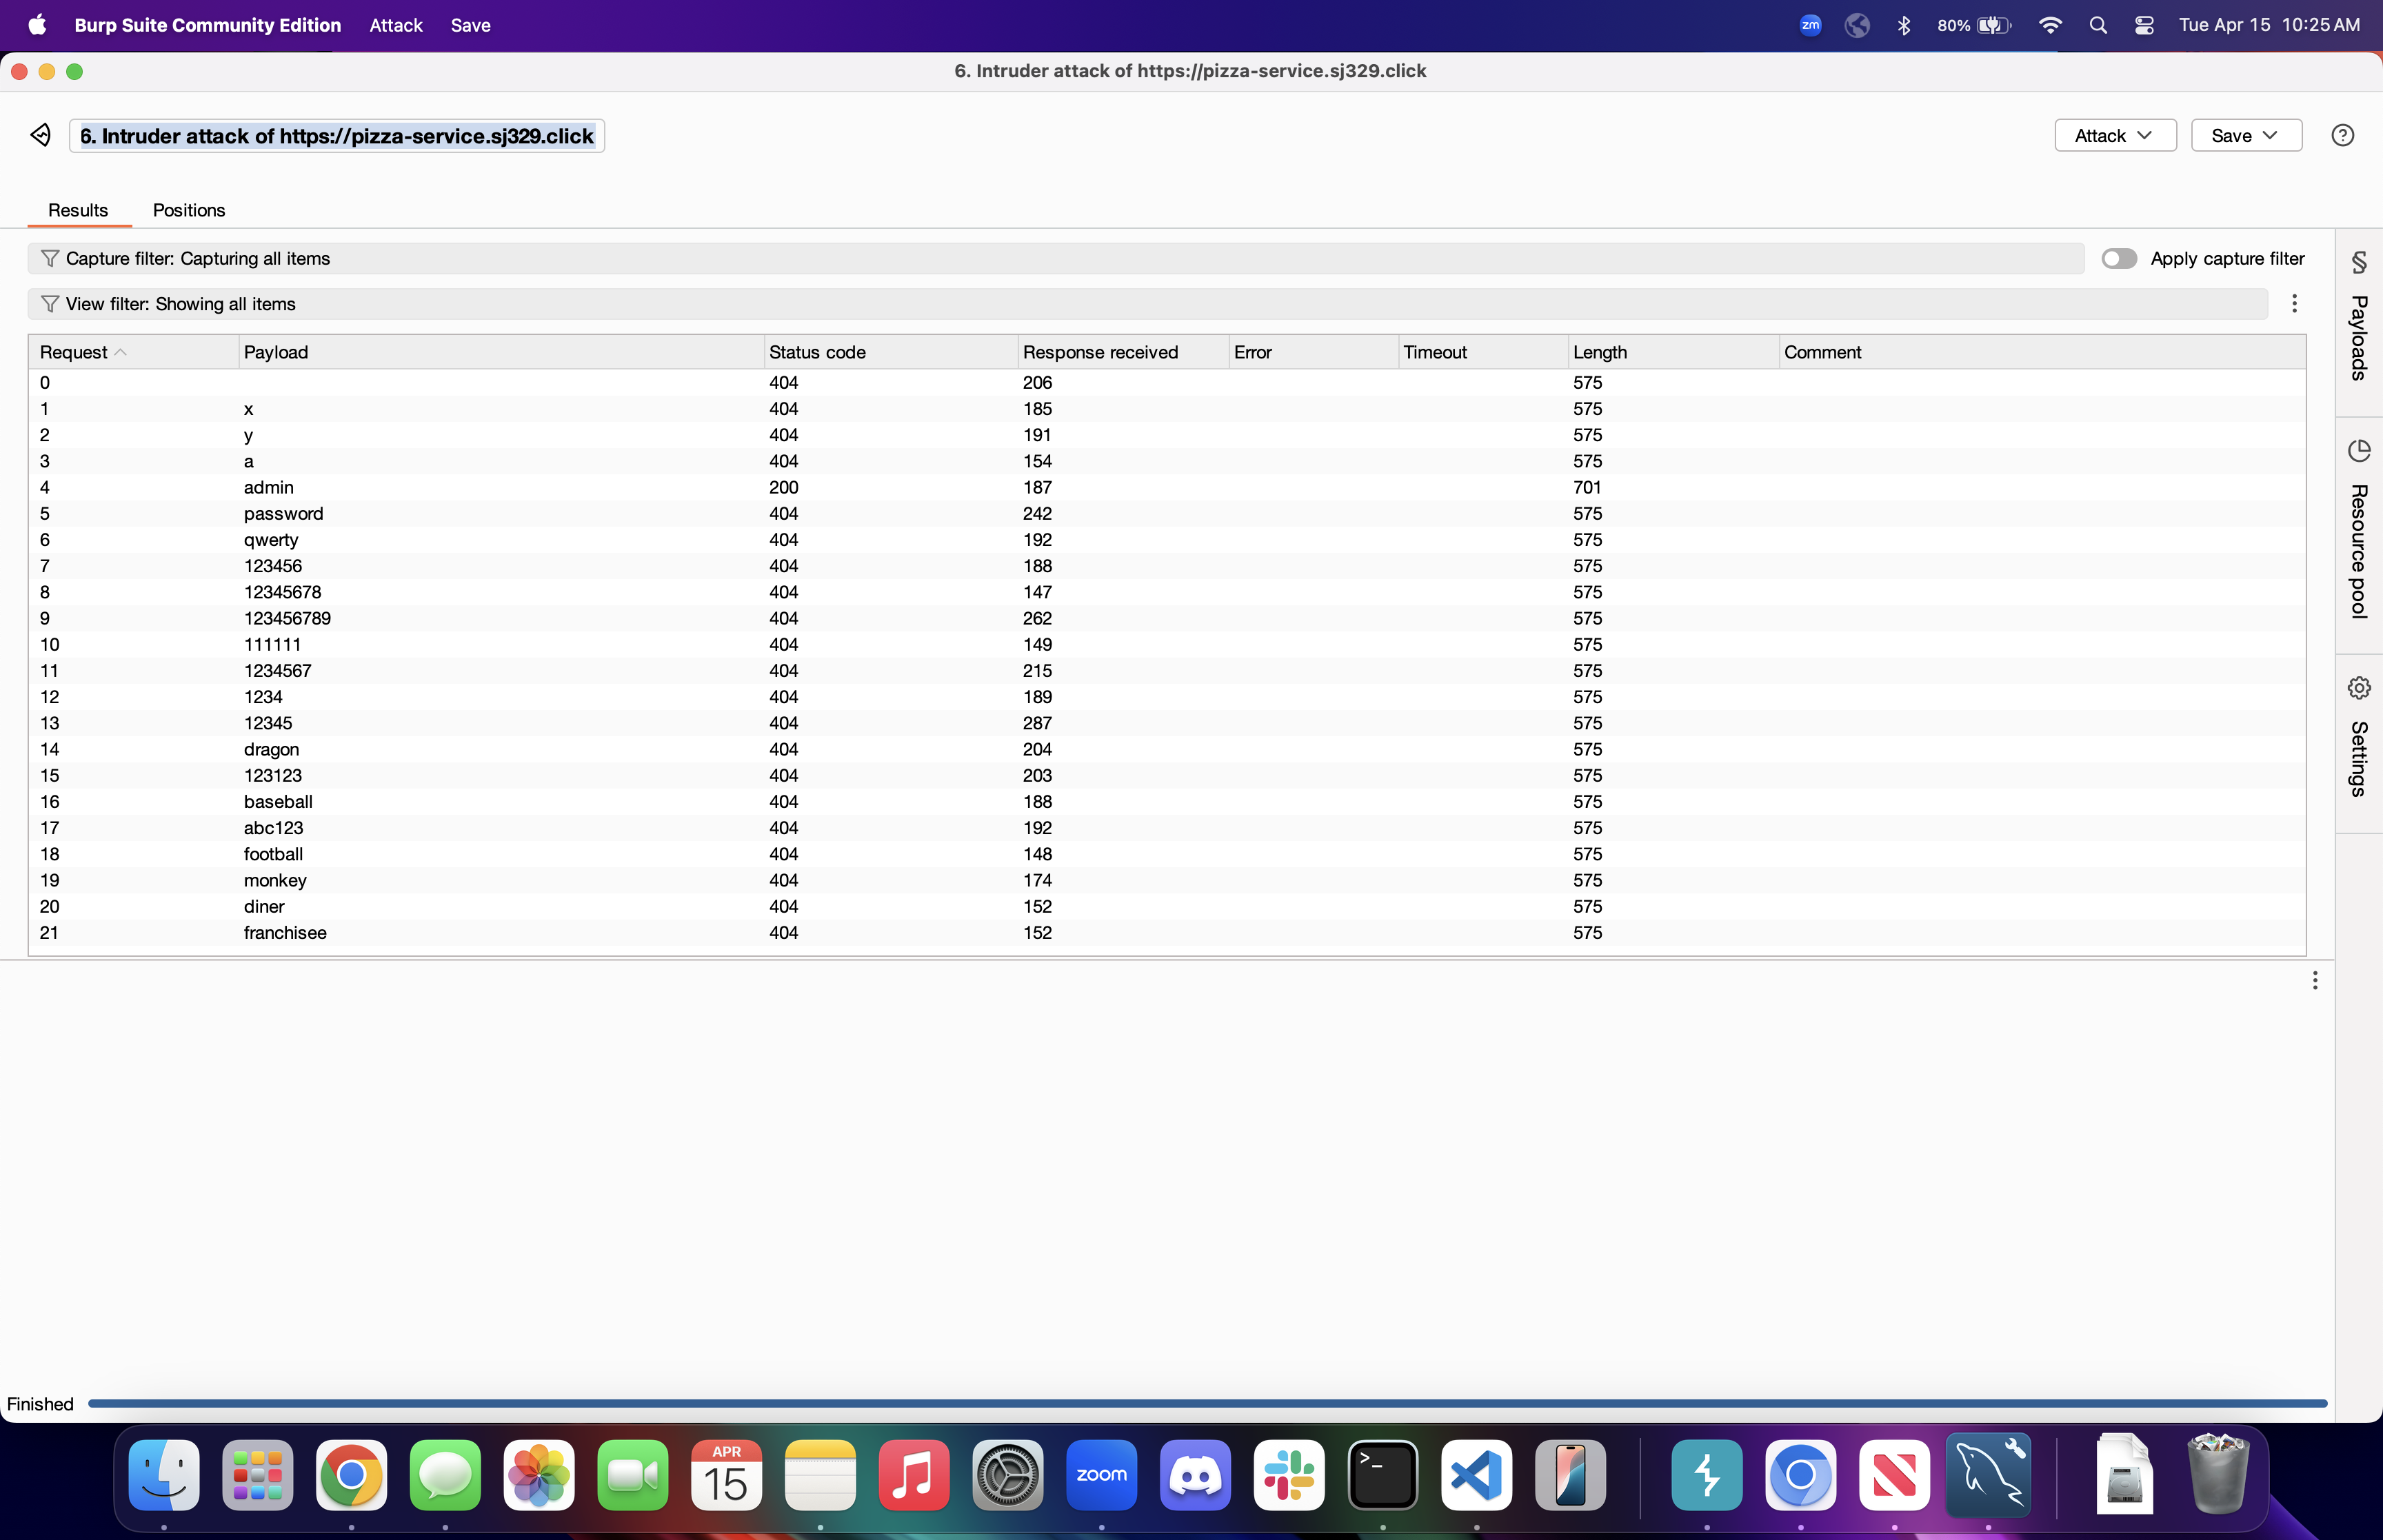 Burp Suite Community Edition Attack Save zm 80% Tue Apr 15 10:25 AM
6. Intruder attack of https://pizza-service.sj329.click
6. Intruder attack of https://pizza-service.sj329.click Attack Save ?
Results Positions
Capture filter: Capturing all items Apply capture filter
View filter: Showing all items
Request Payload Status code Response received Error Timeout Length Comment
0 404 206 575
1 x 404 185 575
2 y 404 191 575
3 a 404 154 575
4 admin 200 187 701
5 password 404 242 575
6 qwerty 404 192 575
7 123456 404 188 575
8 12345678 404 147 575
9 123456789 404 262 575
10 111111 404 149 575
11 1234567 404 215 575
12 1234 404 189 575
13 12345 404 287 575
14 dragon 404 204 575
15 123123 404 203 575
16 baseball 404 188 575
17 abc123 404 192 575
18 football 404 148 575
19 monkey 404 174 575
20 diner 404 152 575
21 franchisee 404 152 575
§ Payloads
Resource pool
Settings
Finished
APR
15
zoom
>_